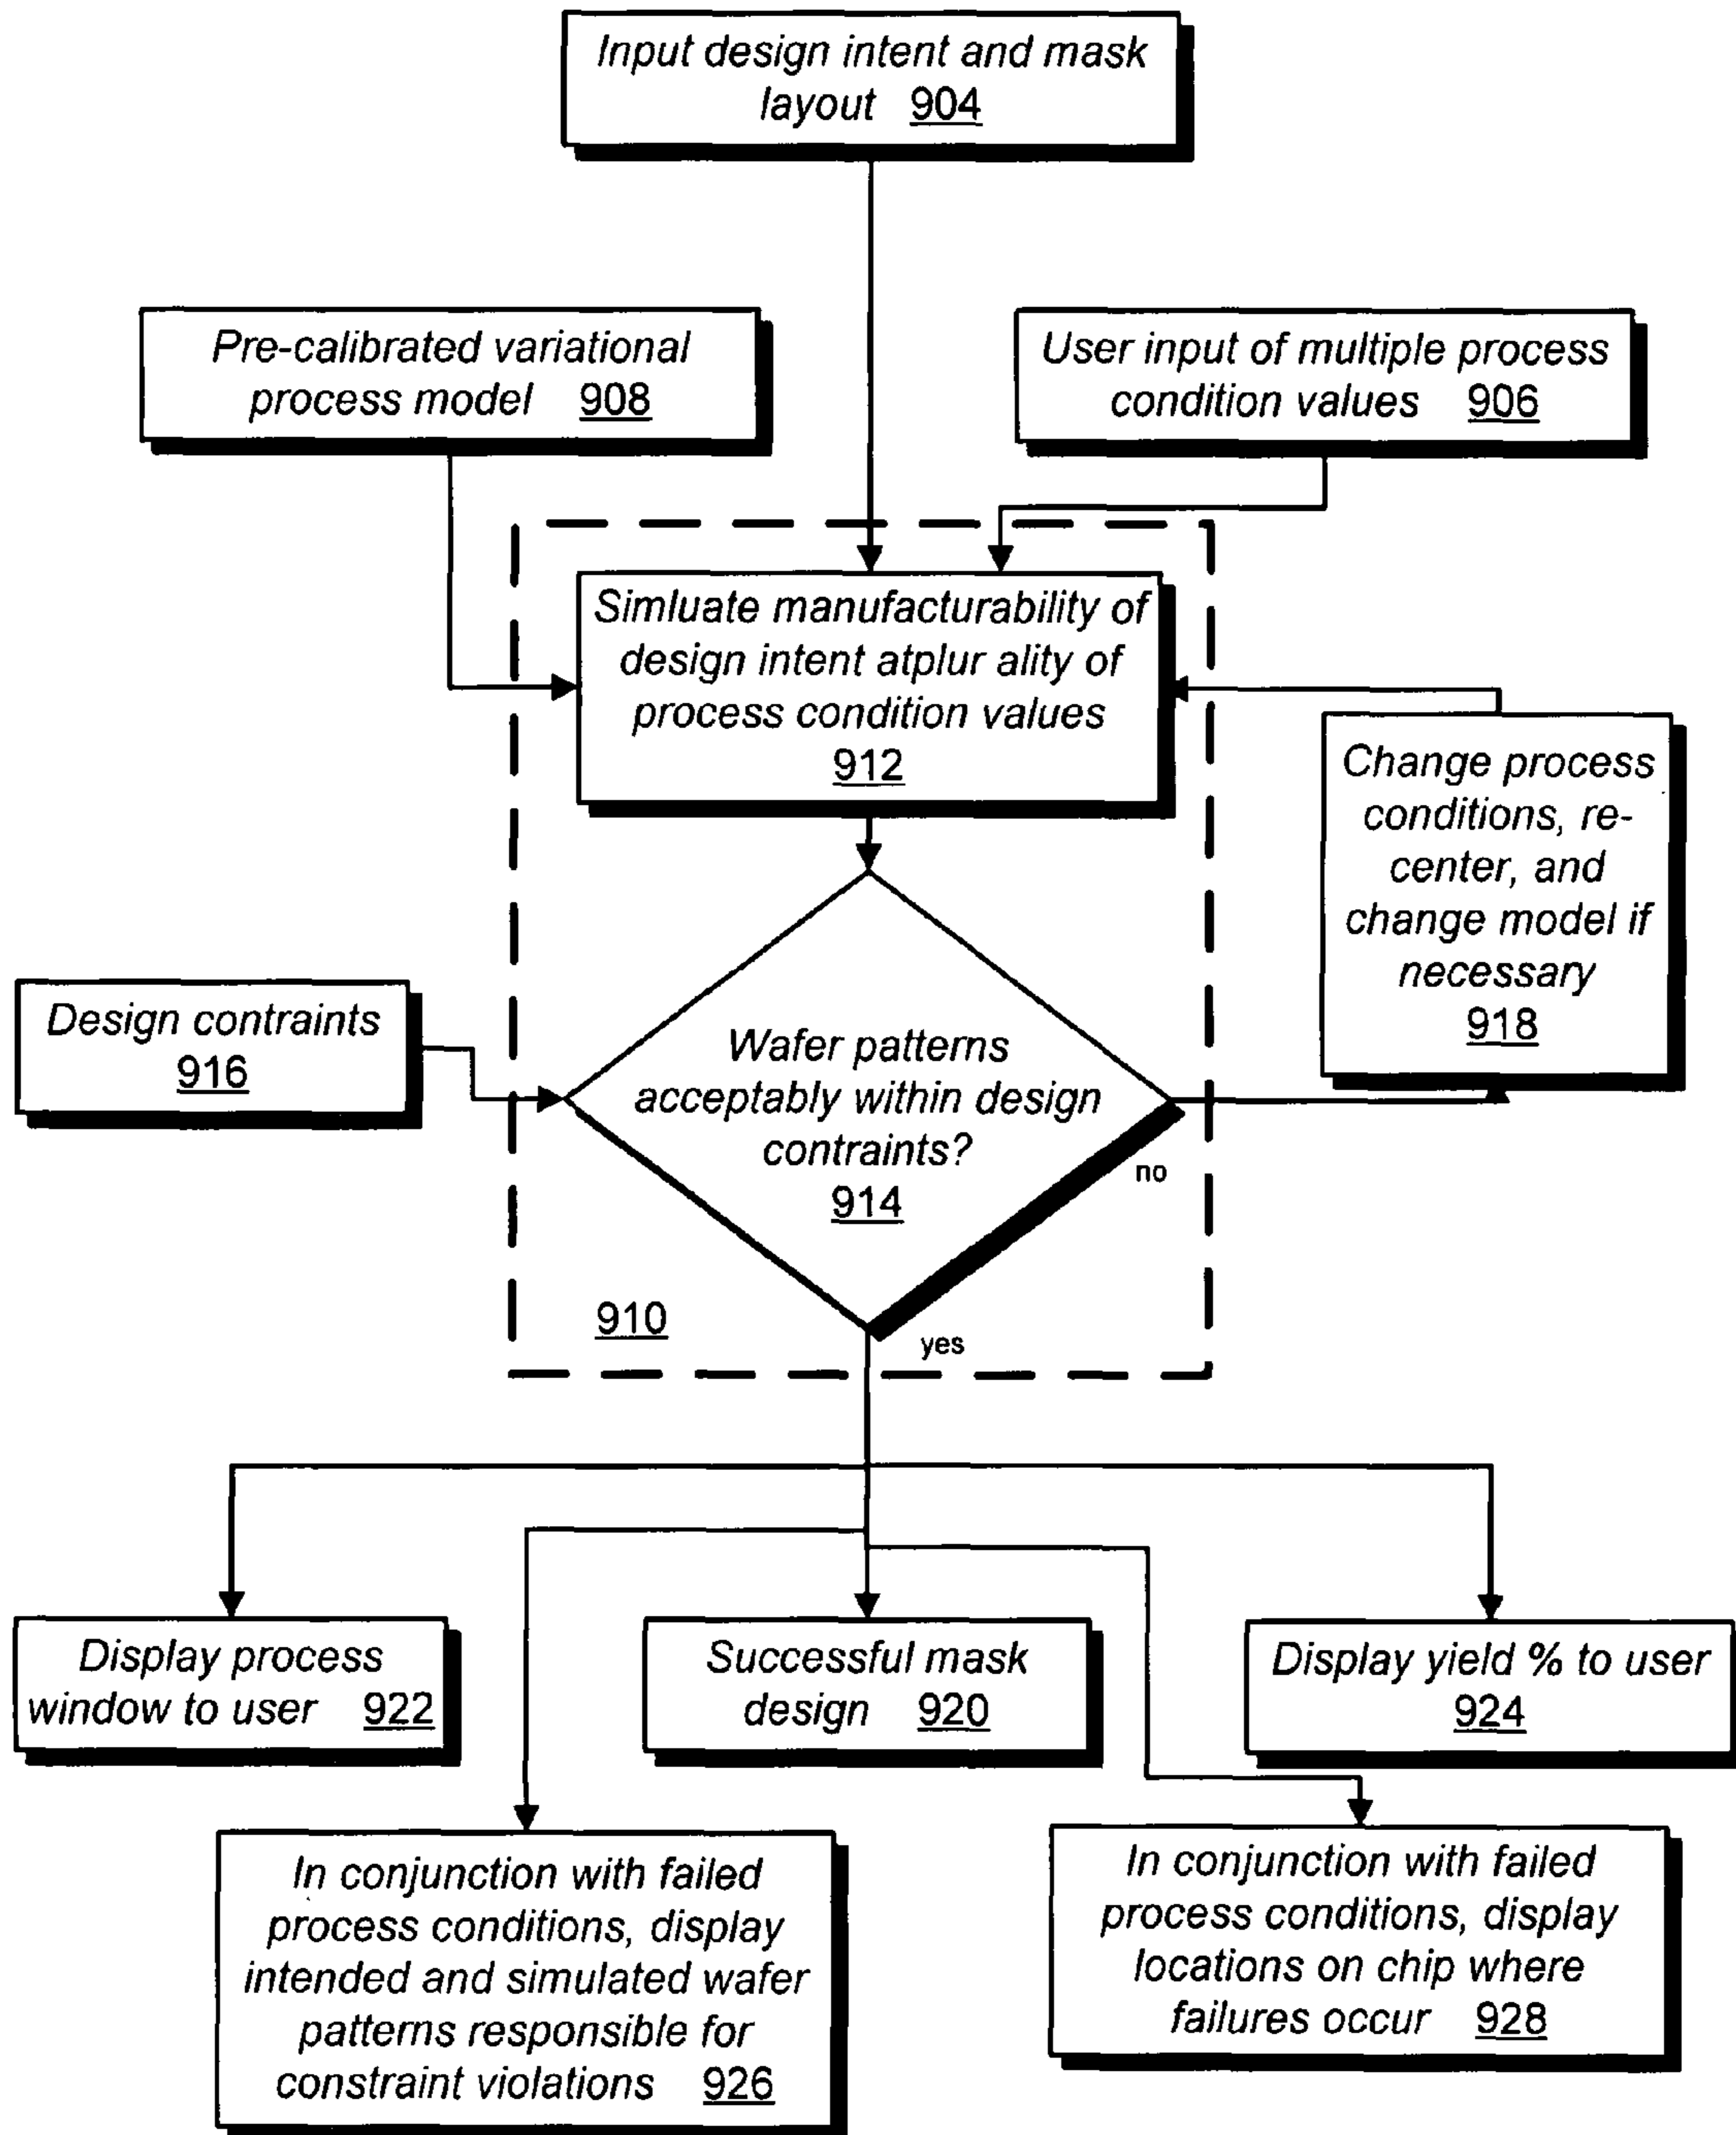 Input design intent and mask
layout 904
Pre-calibrated variational
process model 908
User input of multiple process
condition values 906
Simluate manufacturability of
design intent atplur ality of
process condition values
912
Change process
conditions, re-
center, and
change model if
necessary
918
Design contraints
916
Wafer patterns
acceptably within design
contraints?
914
no
910
yes
Display process
window to user 922
Successful mask
design 920
Display yield % to user
924
In conjunction with failed
process conditions, display
intended and simulated wafer
patterns responsible for
constraint violations 926
In conjunction with failed
process conditions, display
locations on chip where
failures occur 928